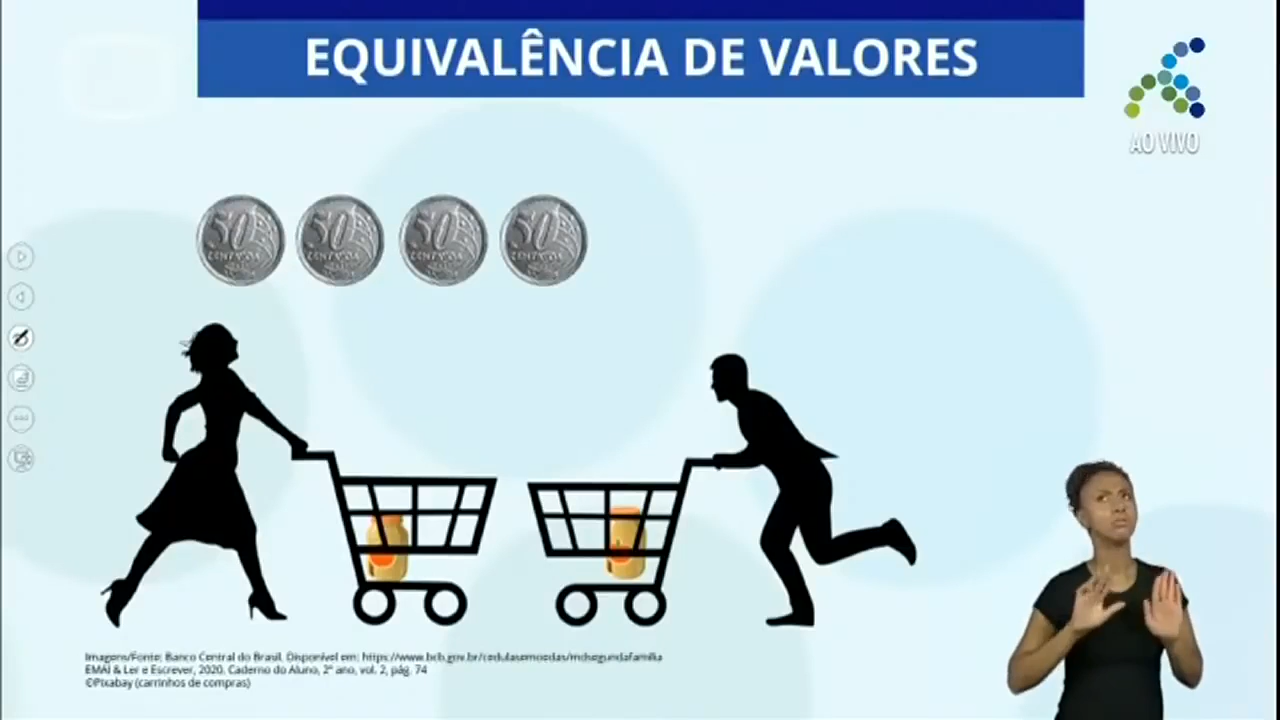 EQUIVALÊNCIA DE VALORES
AO VIVO
50 50 50 50
CENTAVOS CENTAVOS CENTAVOS CENTAVOS
Imagens/Fonte: Banco Central do Brasil. Disponível em: https://www.bcb.gov.br/cedulasemoedas/mdsegundafamilia
EMAI & Ler e Escrever, 2020, Caderno do Aluno, 2º ano, vol. 2, pág. 74
©Pixabay (carrinhos de compras)